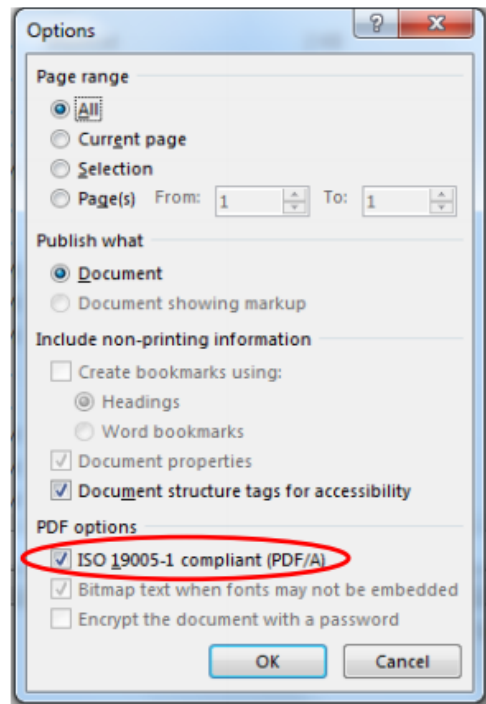 Options
Page range
All
Current page
Selection
Page(s) From: 1 To: 1
Publish what
Document
Document showing markup
Include non-printing information
Create bookmarks using:
Headings
Word bookmarks
Document properties
Document structure tags for accessibility
PDF options
ISO 19005-1 compliant (PDF/A)
Bitmap text when fonts may not be embedded
Encrypt the document with a password
OK Cancel